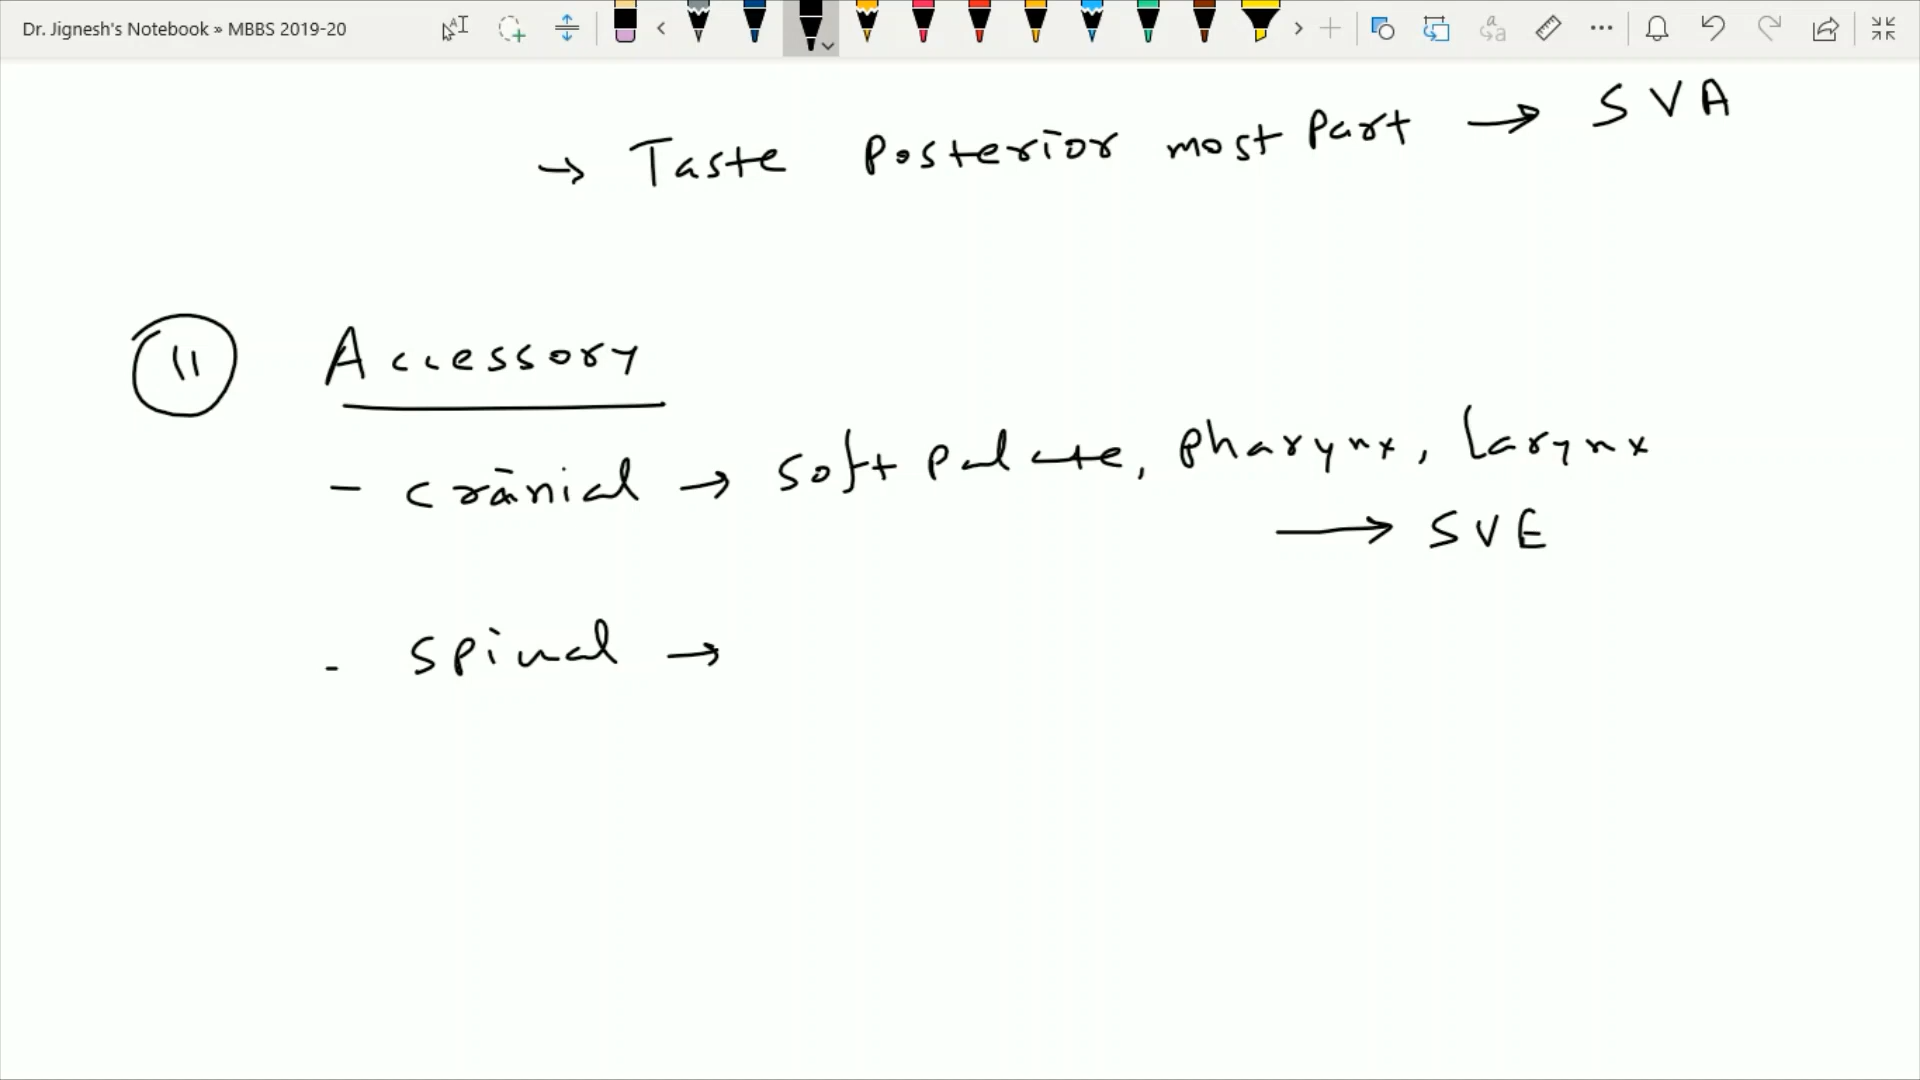 Dr. Jignesh's Notebook » MBBS 2019-20
→ Taste Posterior most Part → SVA
11 Accessory
- cranial → Soft palate, pharynx, Larynx
→ SVE
- spinal →